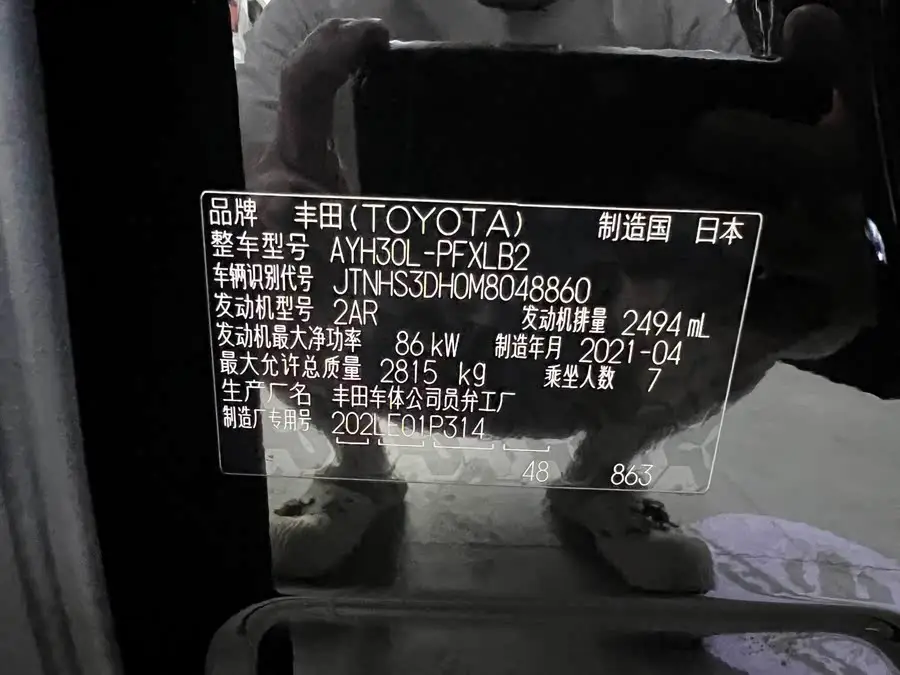 品牌 丰田(TOYOTA) 制造国 日本
整车型号 AYH30L-PFXLB2
车辆识别代号 JTNHS3DH0M8048860
发动机型号 2AR 发动机排量 2494 mL
发动机最大净功率 86 kW 制造年月 2021-04
最大允许总质量 2815 kg 乘坐人数 7
生产厂名 丰田车体公司员弁工厂
制造厂专用号 202LE01P314
48 863